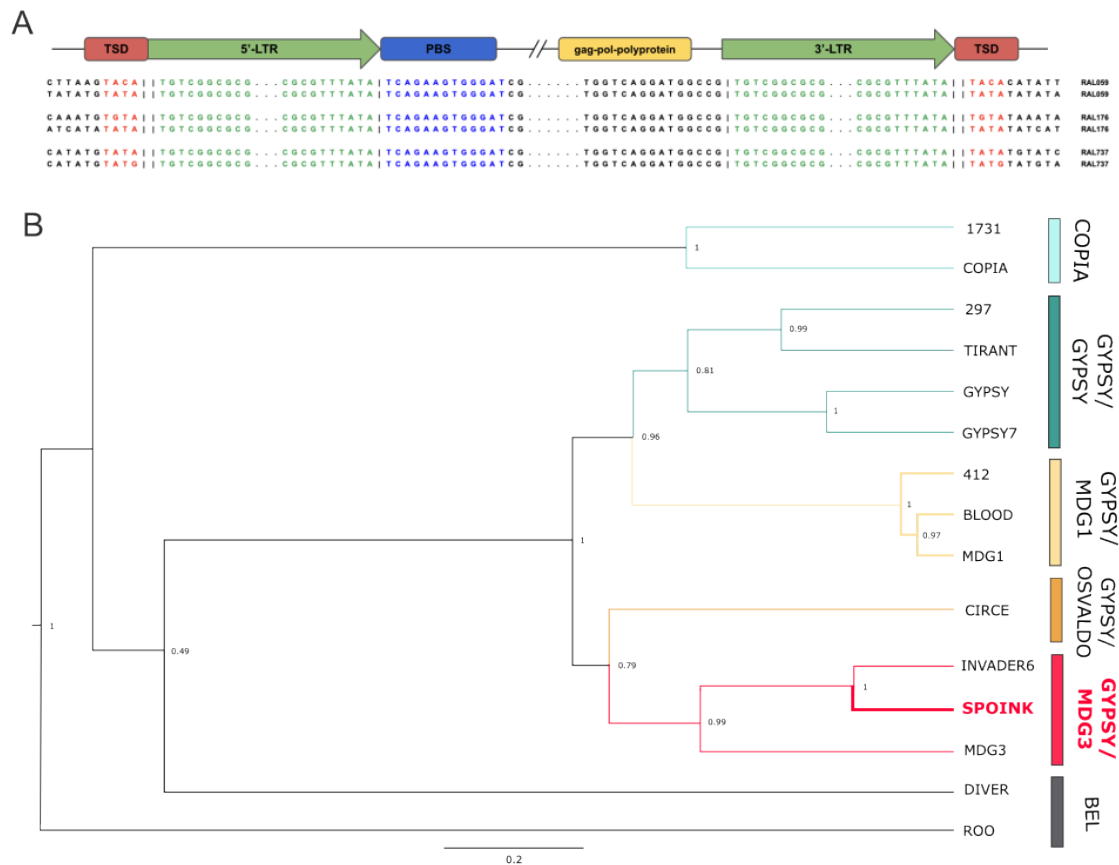 A
TSD 5'-LTR PBS gag-pol-polyprotein 3'-LTR TSD
CTTAAGTACA||TGTCGGCGCG...CGCGTTTATA|TCAGAAGTGGGATCG......TGGTCAGGATGGCCG|TGTCGGCGCG...CGCGTTTATA||TACACATATT RAL059
TATATGTATA||TGTCGGCGCG...CGCGTTTATA|TCAGAAGTGGGATCG......TGGTCAGGATGGCCG|TGTCGGCGCG...CGCGTTTATA||TATATATATA RAL059
CAAATGTGTA||TGTCGGCGCG...CGCGTTTATA|TCAGAAGTGGGATCG......TGGTCAGGATGGCCG|TGTCGGCGCG...CGCGTTTATA||TGTATAAATA RAL176
ATCATATATA||TGTCGGCGCG...CGCGTTTATA|TCAGAAGTGGGATCG......TGGTCAGGATGGCCG|TGTCGGCGCG...CGCGTTTATA||TATATATCAT RAL176
CATATGTATA||TGTCGGCGCG...CGCGTTTATA|TCAGAAGTGGGATCG......TGGTCAGGATGGCCG|TGTCGGCGCG...CGCGTTTATA||TATATGTATC RAL737
CATATGTATG||TGTCGGCGCG...CGCGTTTATA|TCAGAAGTGGGATCG......TGGTCAGGATGGCCG|TGTCGGCGCG...CGCGTTTATA||TATGTATGTA RAL737
B
1731
1
COPIA
COPIA
297
0.99
TIRANT
0.81
GYPSY
1
GYPSY7
GYPSY/
GYPSY
0.96
412
1
BLOOD
0.97
MDG1
GYPSY/
MDG1
1
CIRCE
GYPSY/
OSVALDO
0.79
INVADER6
1
SPOINK
0.99
MDG3
GYPSY/
MDG3
0.49
1
DIVER
ROO
BEL
0.2